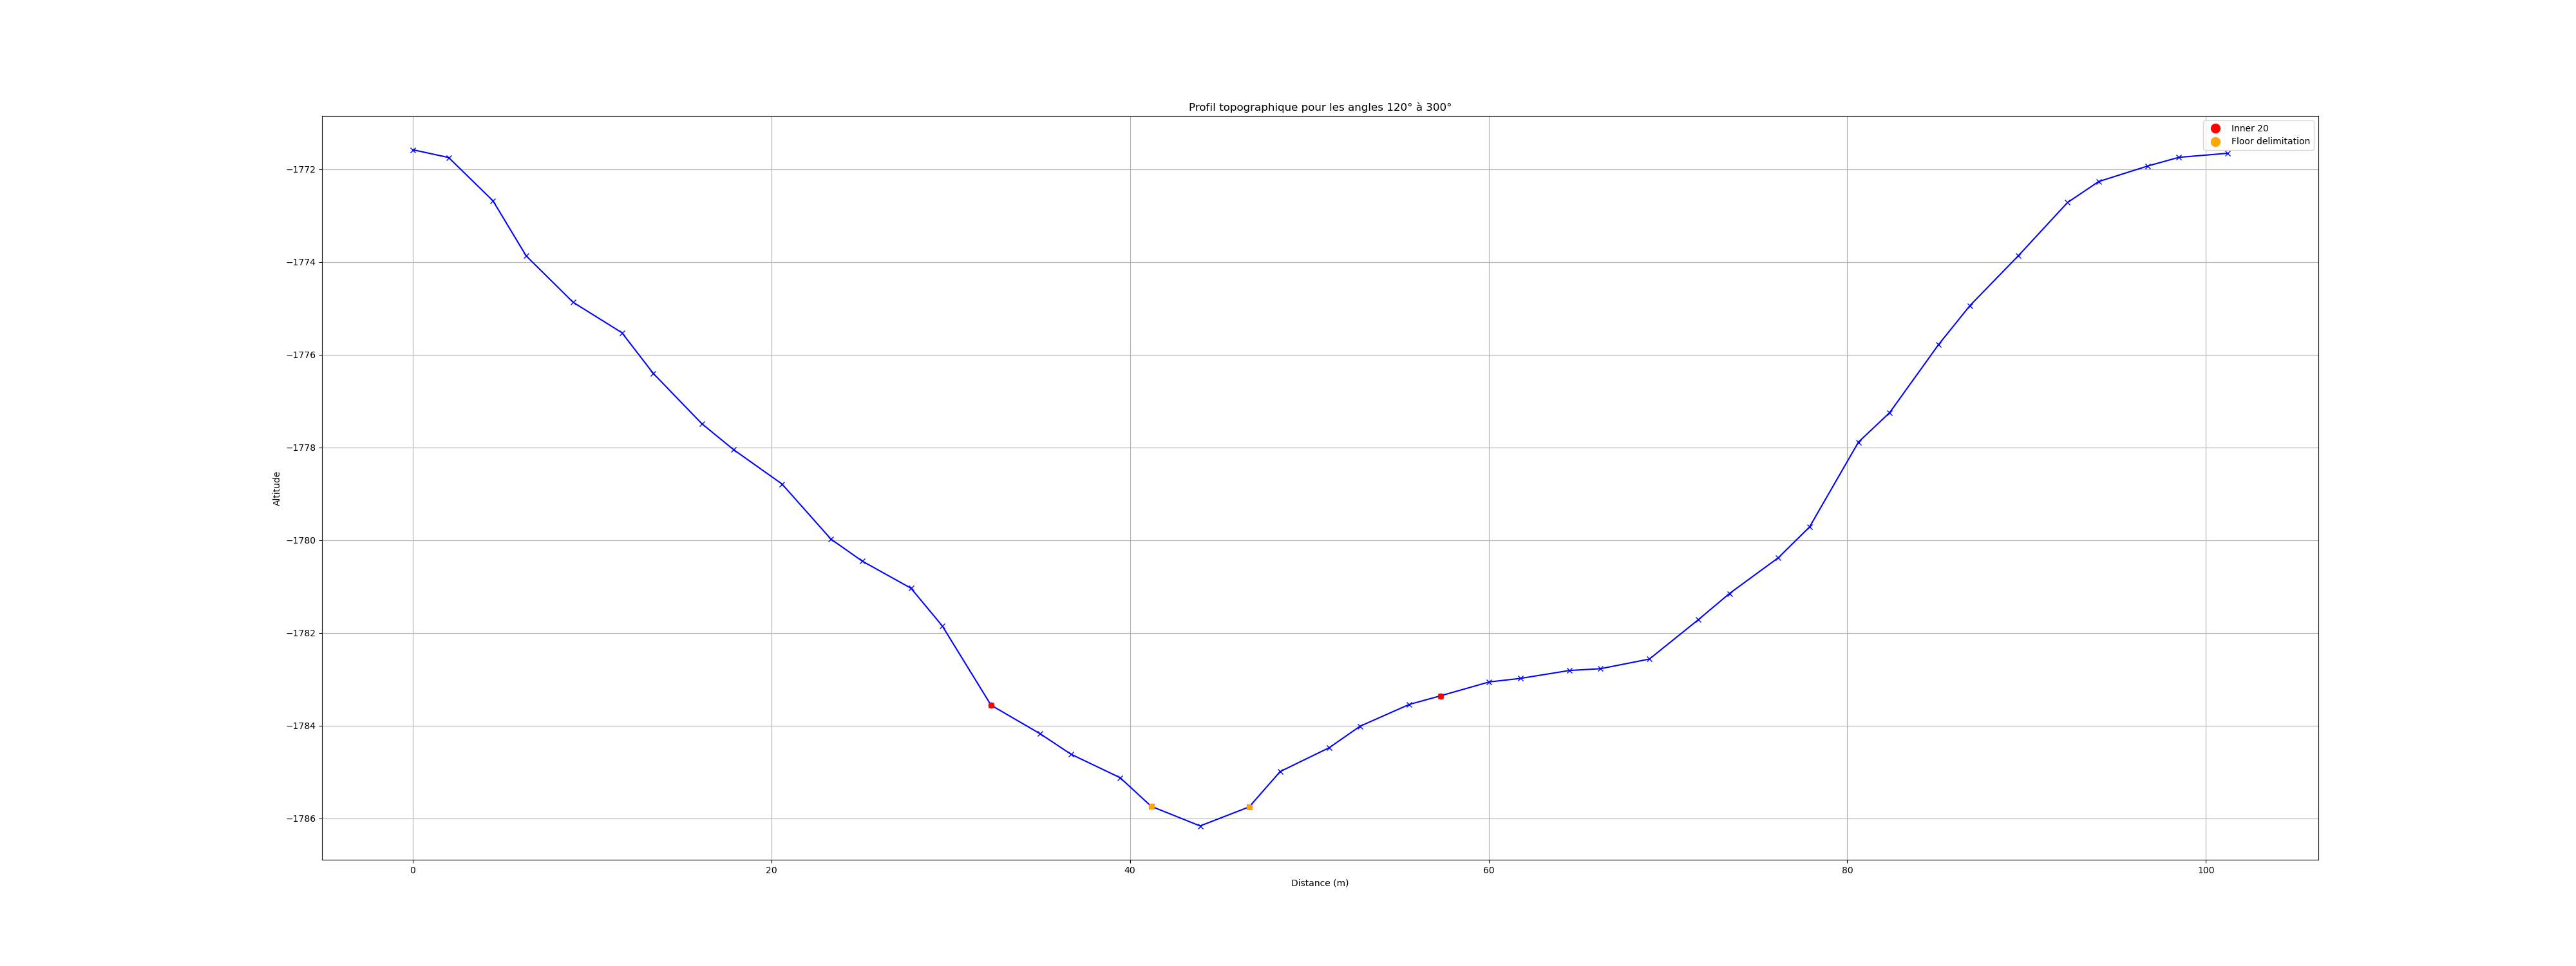 Profil topographique pour les angles 120° à 300°
Inner 20
Floor delimitation
Altitude
−1772
−1774
−1776
−1778
−1780
−1782
−1784
−1786
0
20
40
60
80
100
Distance (m)